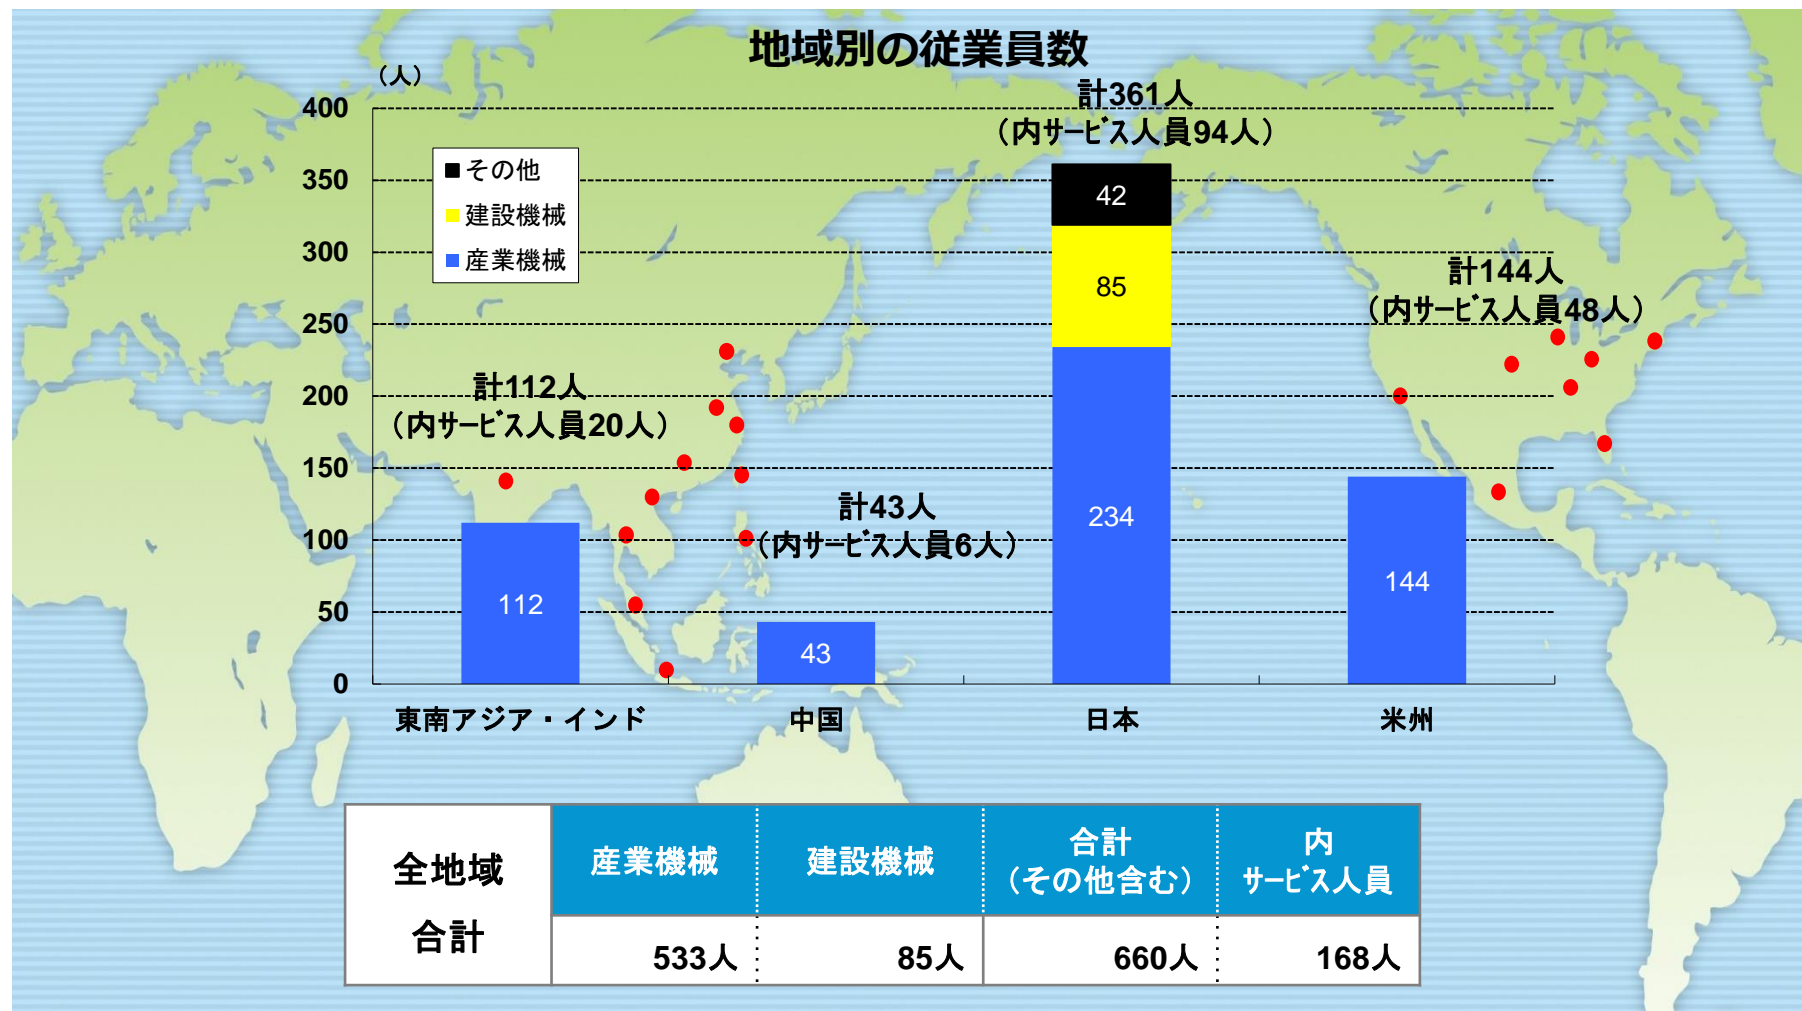 地域別の従業員数
（人）
400
350
300
250
200
150
100
50
0
その他
建設機械
産業機械
計112人
（内ｻｰﾋﾞｽ人員20人）
計43人
（内ｻｰﾋﾞｽ人員6人）
計361人
（内ｻｰﾋﾞｽ人員94人）
計144人
（内ｻｰﾋﾞｽ人員48人）
112
43
42
85
234
144
東南アジア・インド
中国
日本
米州
全地域
合計
産業機械
建設機械
合計
（その他含む）
内
ｻｰﾋﾞｽ人員
533人
85人
660人
168人